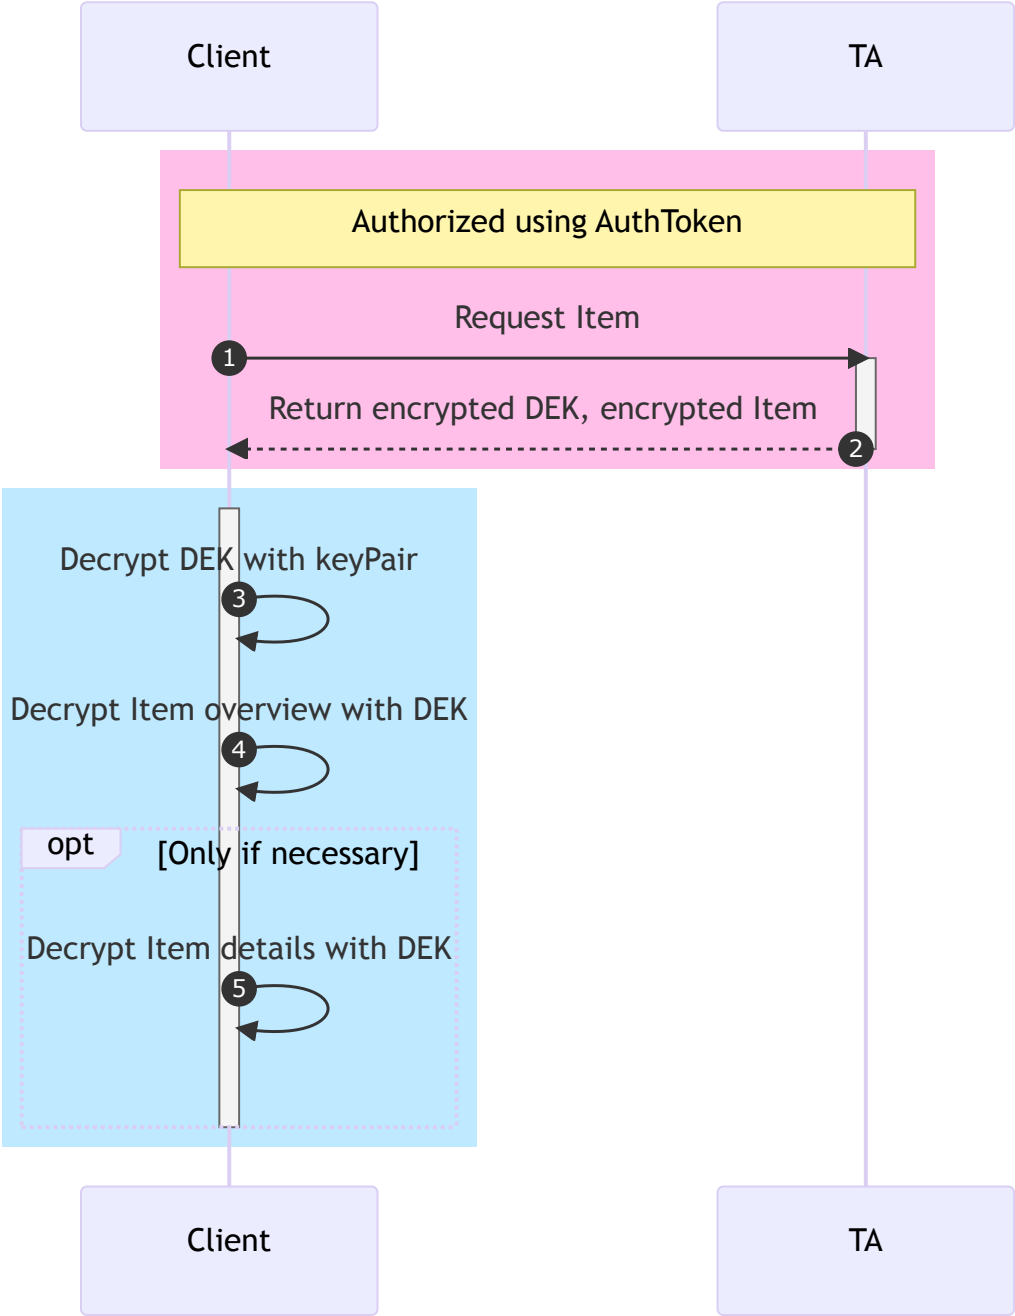 Client
TA
Authorized using AuthToken
Request Item
1
Return encrypted DEK, encrypted Item
2
Decrypt DEK with keyPair
3
Decrypt Item overview with DEK
4
opt
[Only if necessary]
Decrypt Item details with DEK
5
Client
TA